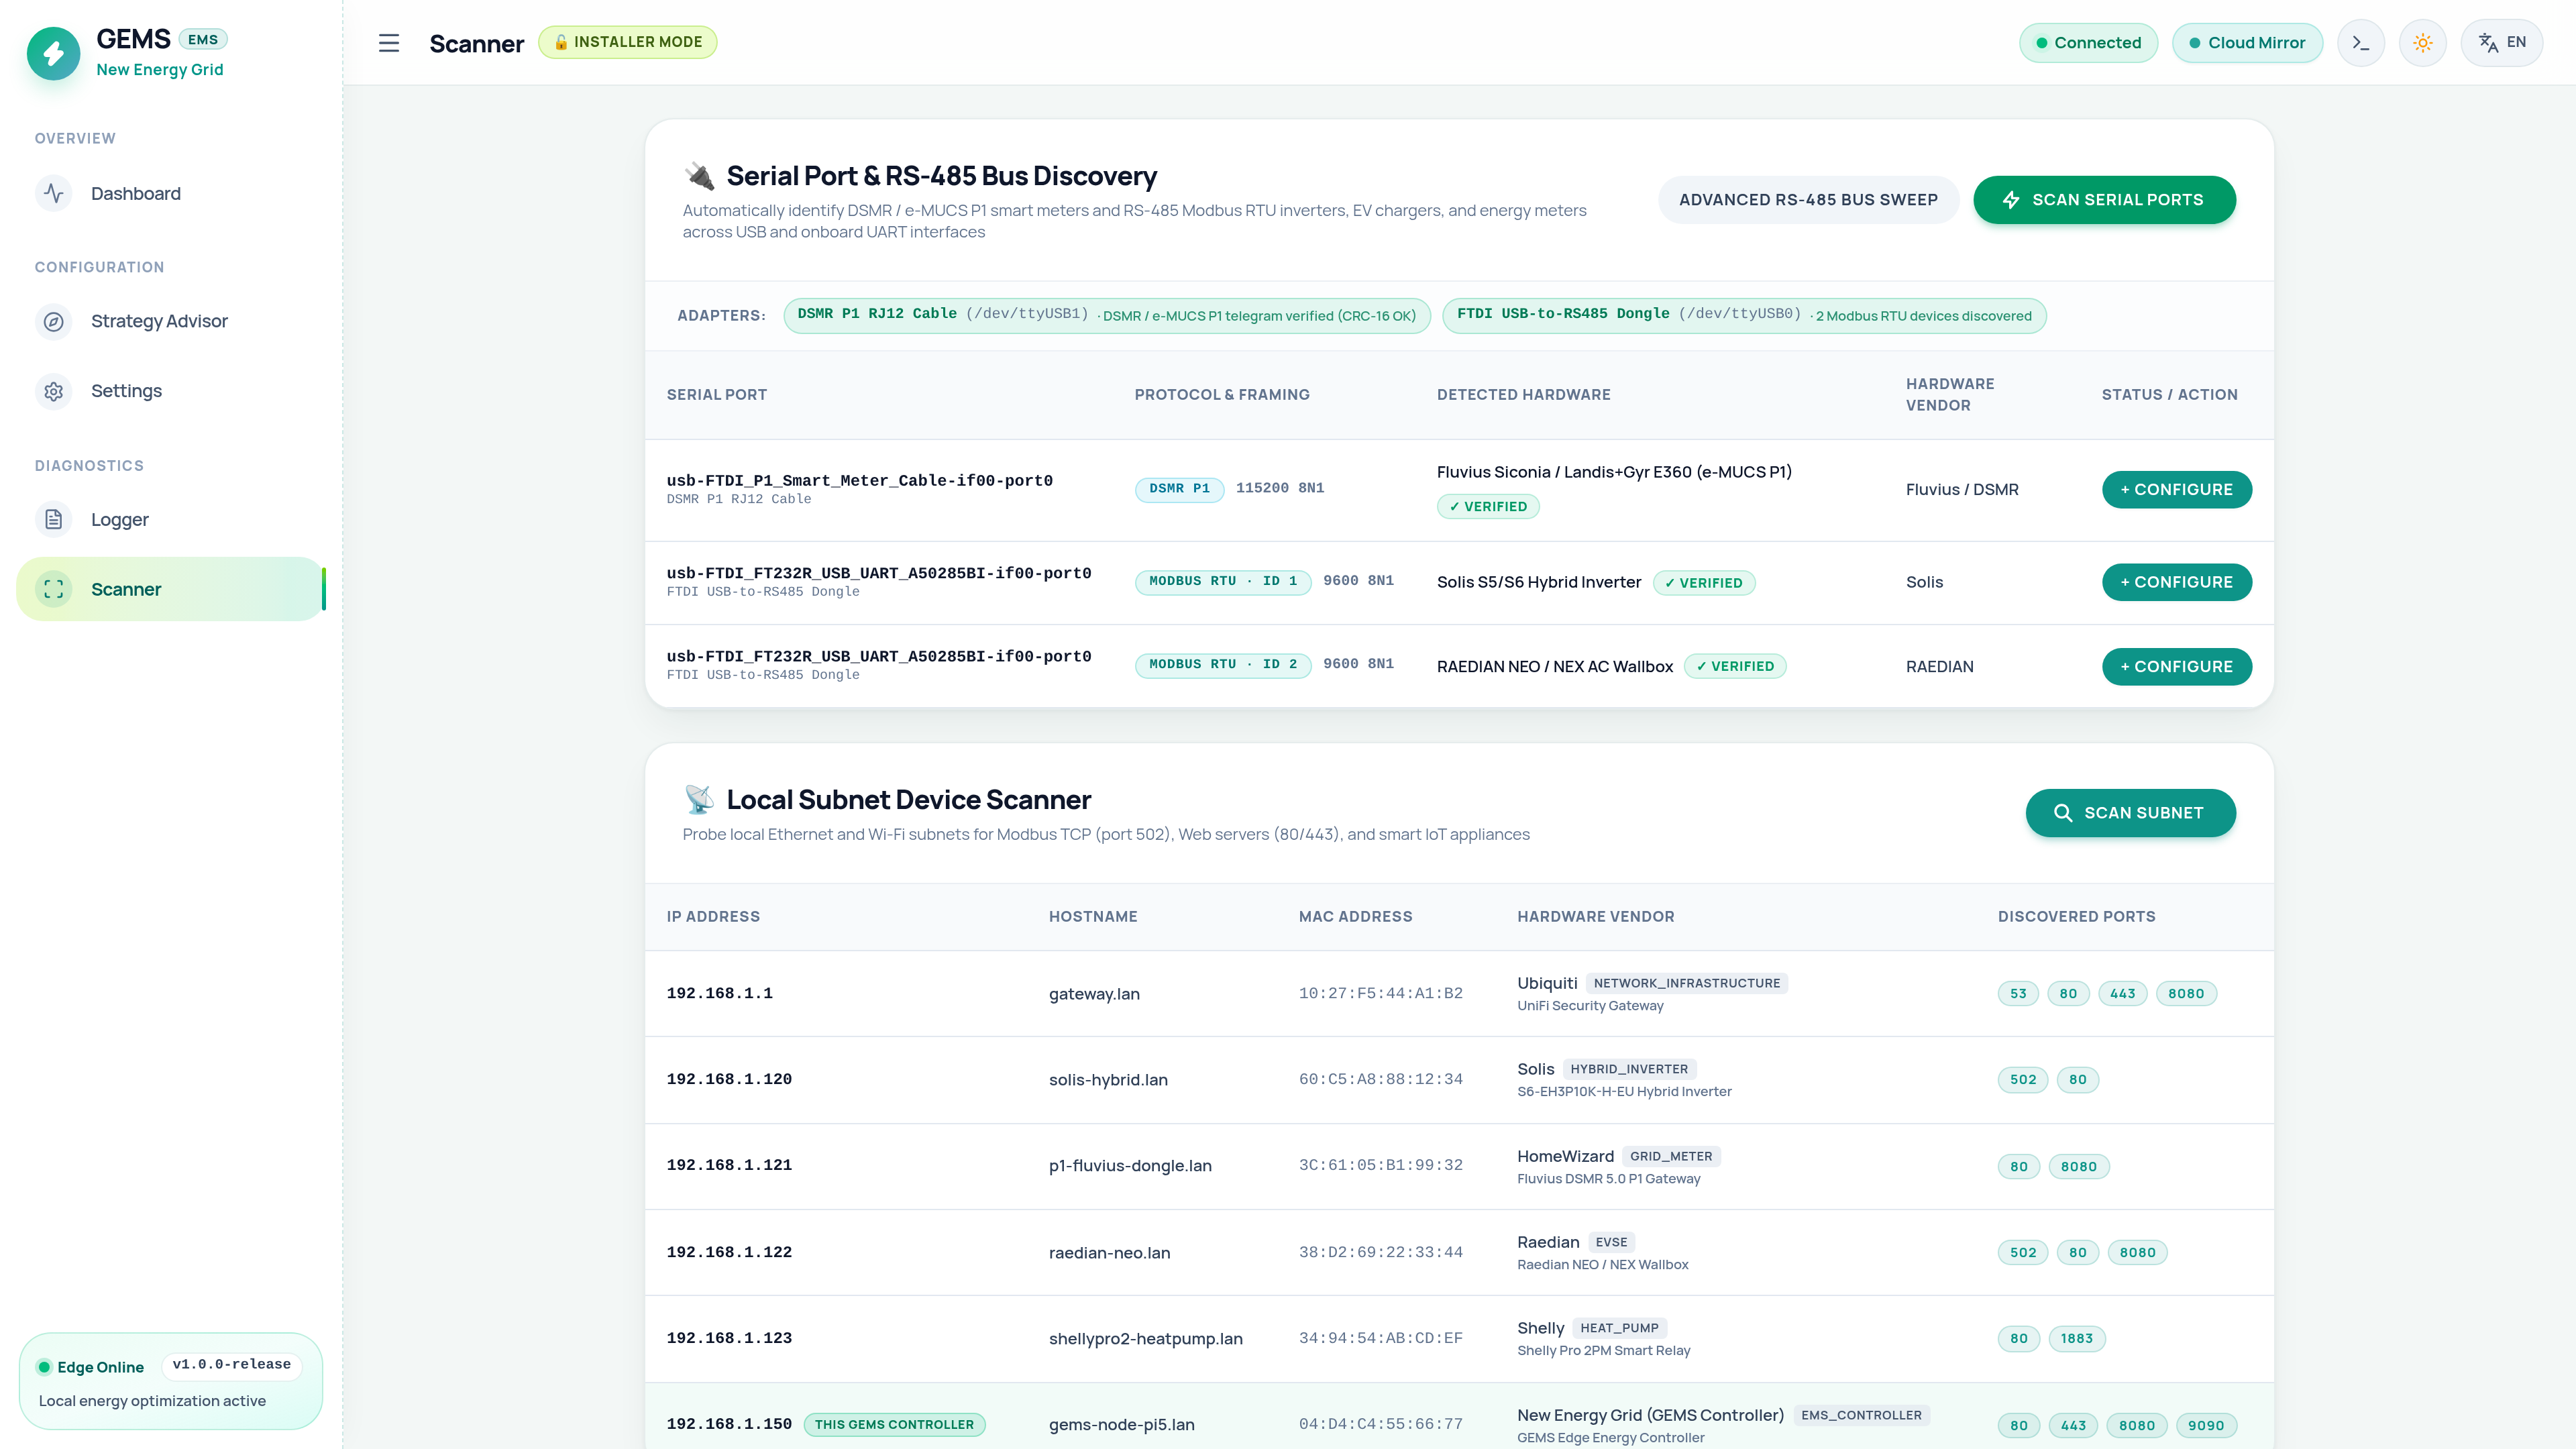 GEMS EMS
New Energy Grid
OVERVIEW
Dashboard
CONFIGURATION
Strategy Advisor
Settings
DIAGNOSTICS
Logger
Scanner
Edge Online v1.0.0-release
Local energy optimization active
Scanner 🔓 INSTALLER MODE
Connected Cloud Mirror EN
🔌 Serial Port & RS-485 Bus Discovery
Automatically identify DSMR / e-MUCS P1 smart meters and RS-485 Modbus RTU inverters, EV chargers, and energy meters
across USB and onboard UART interfaces
ADVANCED RS-485 BUS SWEEP SCAN SERIAL PORTS
ADAPTERS: DSMR P1 RJ12 Cable (/dev/ttyUSB1) · DSMR / e-MUCS P1 telegram verified (CRC-16 OK) FTDI USB-to-RS485 Dongle (/dev/ttyUSB0) · 2 Modbus RTU devices discovered
SERIAL PORT PROTOCOL & FRAMING DETECTED HARDWARE HARDWARE VENDOR STATUS / ACTION
usb-FTDI_P1_Smart_Meter_Cable-if00-port0
DSMR P1 RJ12 Cable
DSMR P1 115200 8N1
Fluvius Siconia / Landis+Gyr E360 (e-MUCS P1)
✓ VERIFIED
Fluvius / DSMR
+ CONFIGURE
usb-FTDI_FT232R_USB_UART_A50285BI-if00-port0
FTDI USB-to-RS485 Dongle
MODBUS RTU · ID 1 9600 8N1
Solis S5/S6 Hybrid Inverter ✓ VERIFIED
Solis
+ CONFIGURE
usb-FTDI_FT232R_USB_UART_A50285BI-if00-port0
FTDI USB-to-RS485 Dongle
MODBUS RTU · ID 2 9600 8N1
RAEDIAN NEO / NEX AC Wallbox ✓ VERIFIED
RAEDIAN
+ CONFIGURE
📡 Local Subnet Device Scanner
Probe local Ethernet and Wi-Fi subnets for Modbus TCP (port 502), Web servers (80/443), and smart IoT appliances
SCAN SUBNET
IP ADDRESS HOSTNAME MAC ADDRESS HARDWARE VENDOR DISCOVERED PORTS
192.168.1.1 gateway.lan 10:27:F5:44:A1:B2
Ubiquiti NETWORK_INFRASTRUCTURE
UniFi Security Gateway
53 80 443 8080
192.168.1.120 solis-hybrid.lan 60:C5:A8:88:12:34
Solis HYBRID_INVERTER
S6-EH3P10K-H-EU Hybrid Inverter
502 80
192.168.1.121 p1-fluvius-dongle.lan 3C:61:05:B1:99:32
HomeWizard GRID_METER
Fluvius DSMR 5.0 P1 Gateway
80 8080
192.168.1.122 raedian-neo.lan 38:D2:69:22:33:44
Raedian EVSE
Raedian NEO / NEX Wallbox
502 80 8080
192.168.1.123 shellypro2-heatpump.lan 34:94:54:AB:CD:EF
Shelly HEAT_PUMP
Shelly Pro 2PM Smart Relay
80 1883
192.168.1.150 THIS GEMS CONTROLLER gems-node-pi5.lan 04:D4:C4:55:66:77
New Energy Grid (GEMS Controller) EMS_CONTROLLER
GEMS Edge Energy Controller
80 443 8080 9090